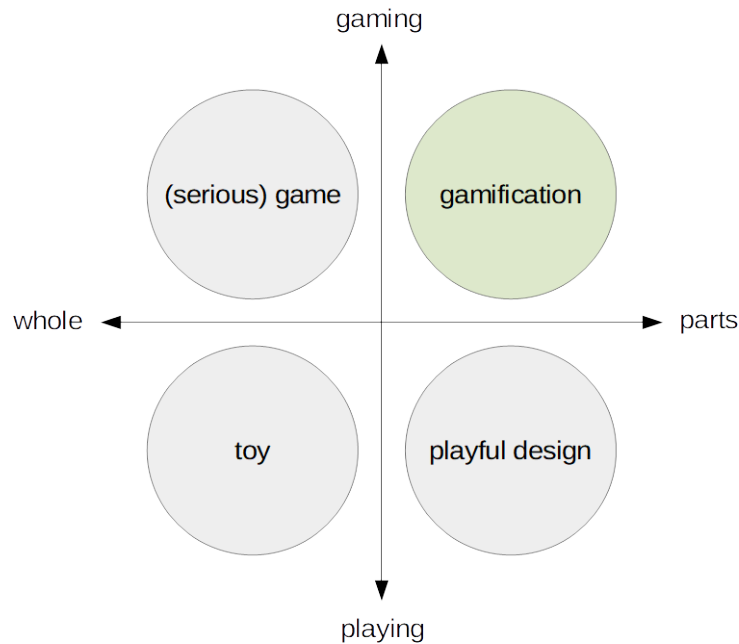 gaming
(serious) game
gamification
whole
parts
toy
playful design
playing